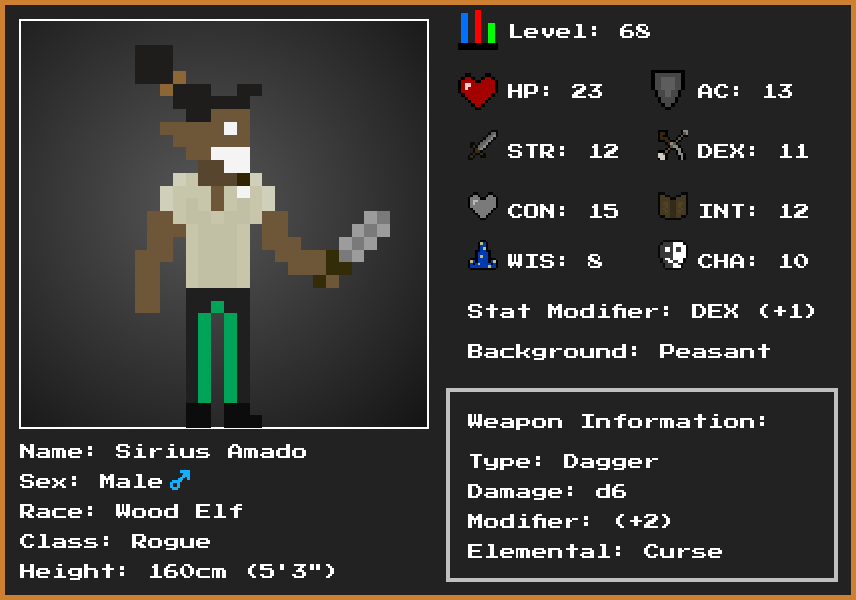 Level: 68
HP: 23 AC: 13
STR: 12 DEX: 11
CON: 15 INT: 12
WIS: 8 CHA: 10
Stat Modifier: DEX (+1)
Background: Peasant
Weapon Information:
Type: Dagger
Damage: d6
Modifier: (+2)
Elemental: Curse
Name: Sirius Amado
Sex: Male♂
Race: Wood Elf
Class: Rogue
Height: 160cm (5'3")